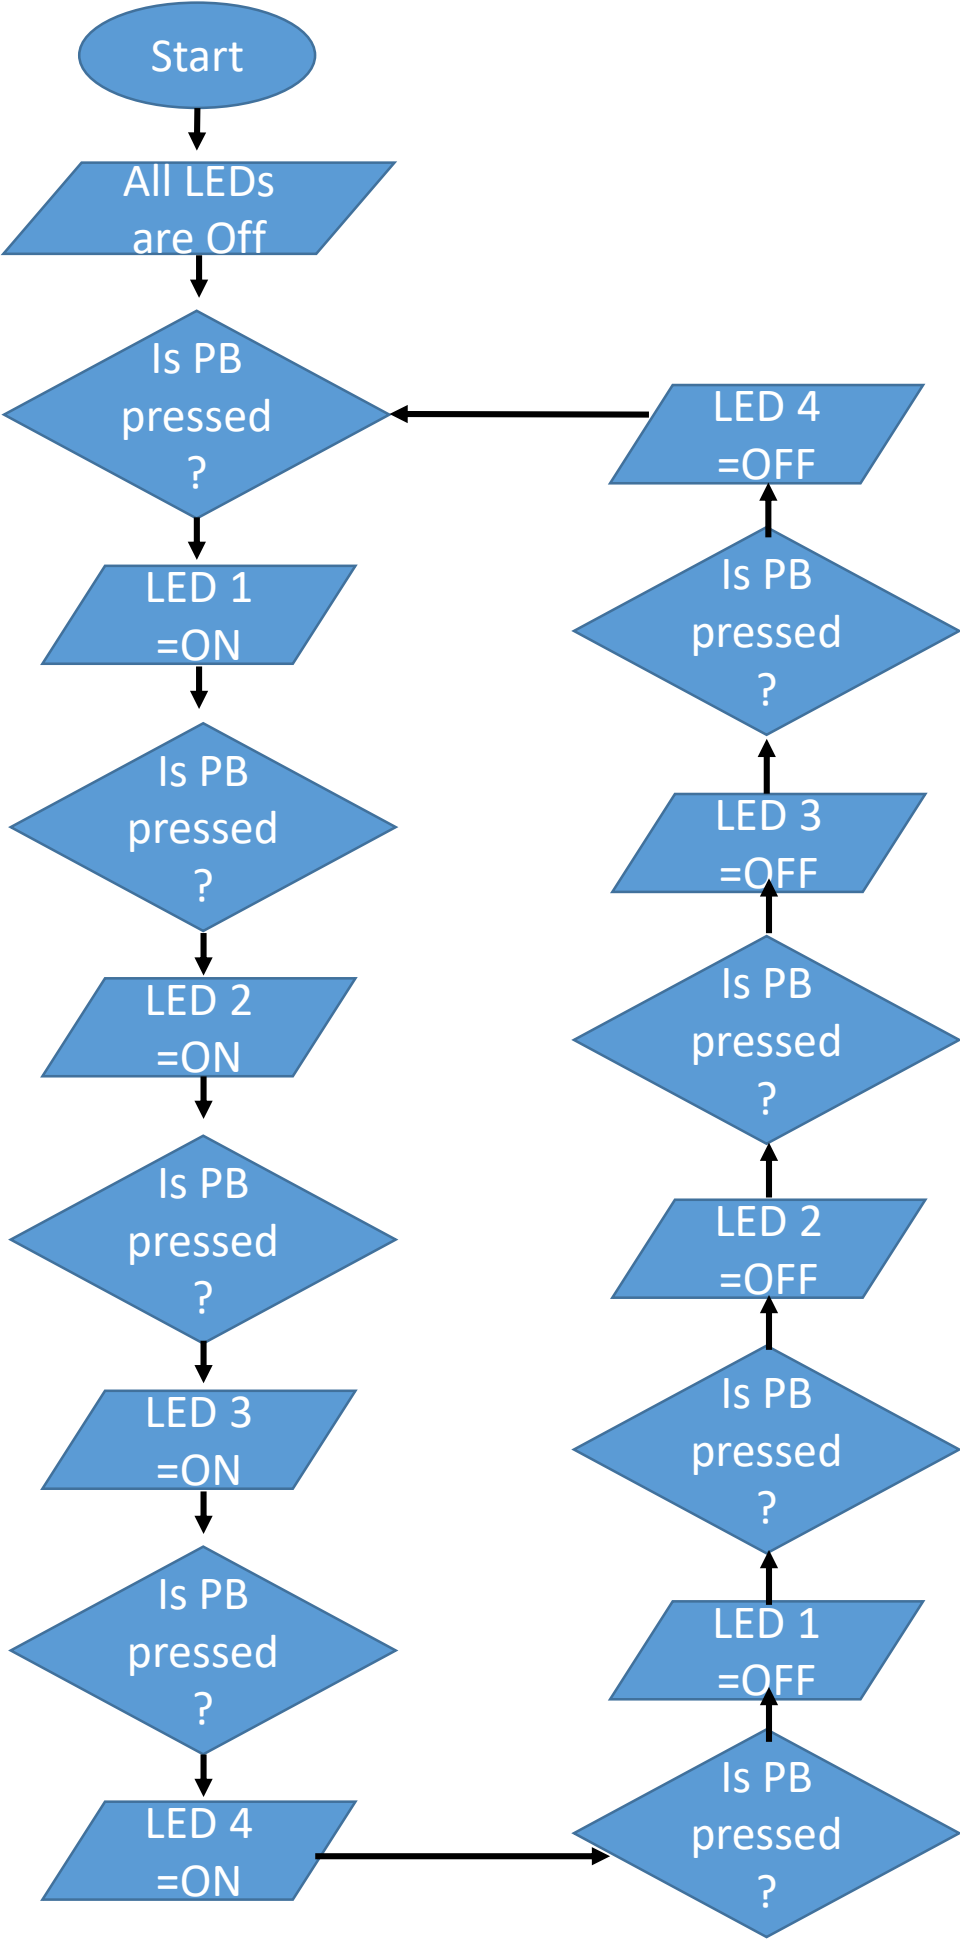 Start
All LEDs
are Off
Is PB
pressed
?
LED 1
=ON
Is PB
pressed
?
LED 2
=ON
Is PB
pressed
?
LED 3
=ON
Is PB
pressed
?
LED 4
=ON
Is PB
pressed
?
LED 1
=OFF
Is PB
pressed
?
LED 2
=OFF
Is PB
pressed
?
LED 3
=OFF
Is PB
pressed
?
LED 4
=OFF